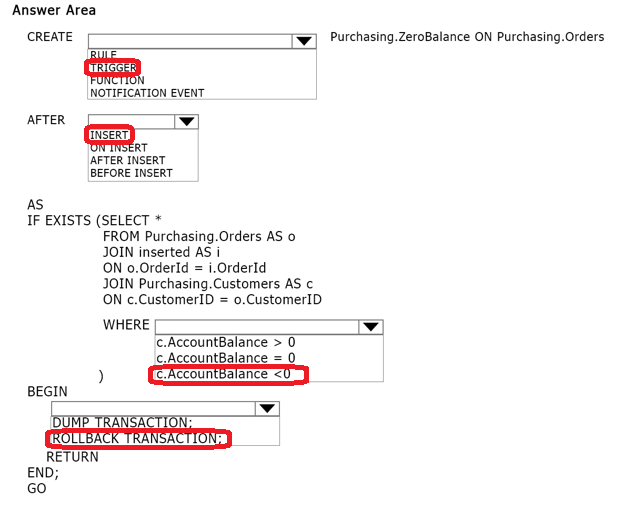 Answer Area
CREATE Purchasing.ZeroBalance ON Purchasing.Orders
RULE
TRIGGER
FUNCTION
NOTIFICATION EVENT
AFTER
INSERT
ON INSERT
AFTER INSERT
BEFORE INSERT
AS
IF EXISTS (SELECT *
FROM Purchasing.Orders AS o
JOIN inserted AS i
ON o.OrderId = i.OrderId
JOIN Purchasing.Customers AS c
ON c.CustomerID = o.CustomerID
WHERE
c.AccountBalance > 0
c.AccountBalance = 0
c.AccountBalance <0
)
BEGIN
DUMP TRANSACTION;
ROLLBACK TRANSACTION;
RETURN
END;
GO